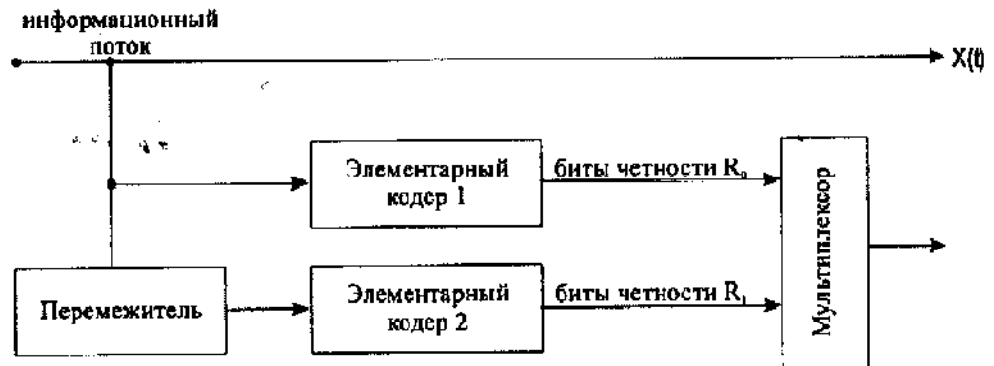 информационный
поток
X(t)
Элементарный
кодер 1
биты четности R₀
Мультиплексор
Перемежитель
Элементарный
кодер 2
биты четности R₁